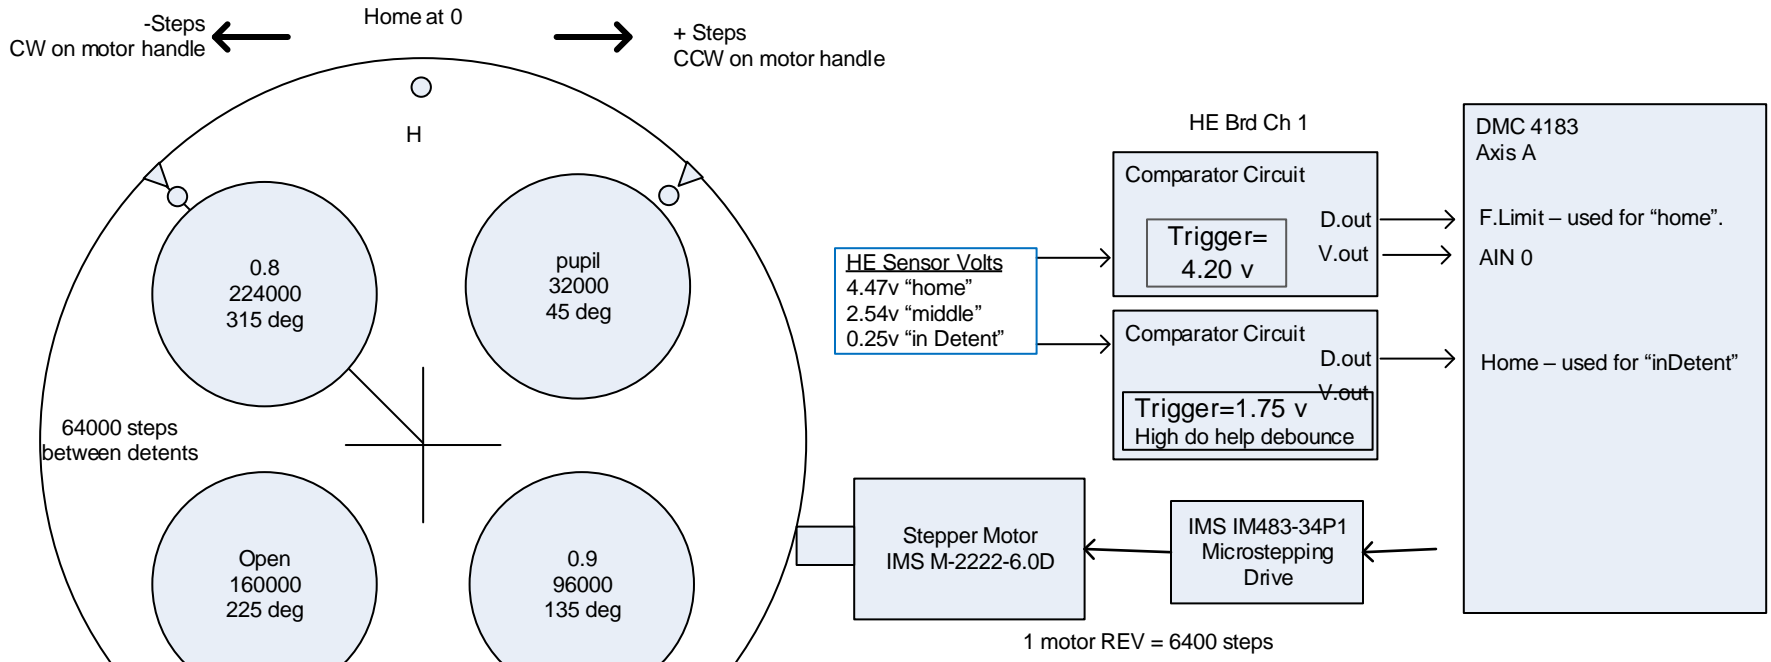 Home at 0
-Steps
CW on motor handle
+ Steps
CCW on motor handle
H
0.8
224000
315 deg
pupil
32000
45 deg
64000 steps
between detents
Open
160000
225 deg
0.9
96000
135 deg
HE Sensor Volts
4.47v “home”
2.54v “middle”
0.25v “in Detent”
HE Brd Ch 1
Comparator Circuit
Trigger=
4.20 v
D.out
V.out
Comparator Circuit
D.out
V.out
Trigger=1.75 v
High do help debounce
DMC 4183
Axis A
F.Limit – used for “home”.
AIN 0
Home – used for “inDetent”
Stepper Motor
IMS M-2222-6.0D
IMS IM483-34P1
Microstepping
Drive
1 motor REV = 6400 steps